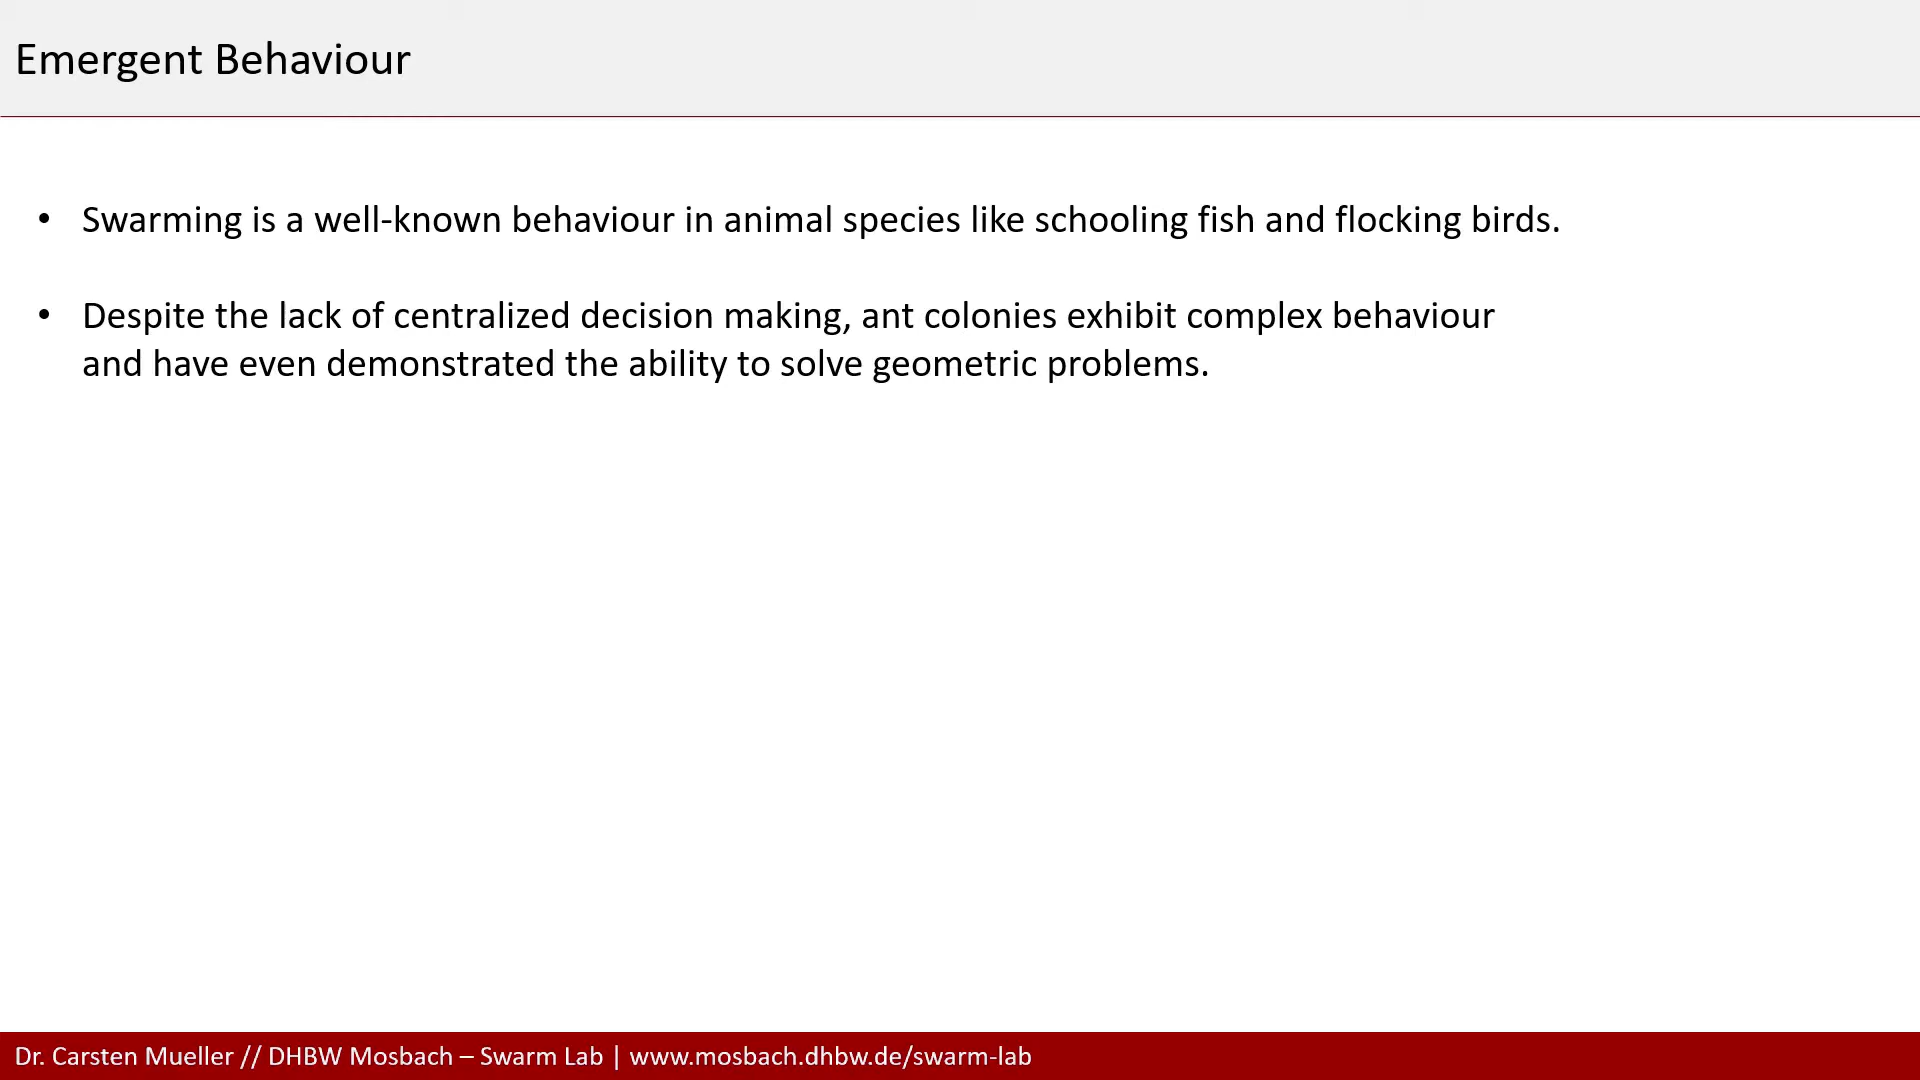 Emergent Behaviour
• Swarming is a well-known behaviour in animal species like schooling fish and flocking birds.
• Despite the lack of centralized decision making, ant colonies exhibit complex behaviour
and have even demonstrated the ability to solve geometric problems.
Dr. Carsten Mueller // DHBW Mosbach – Swarm Lab | www.mosbach.dhbw.de/swarm-lab